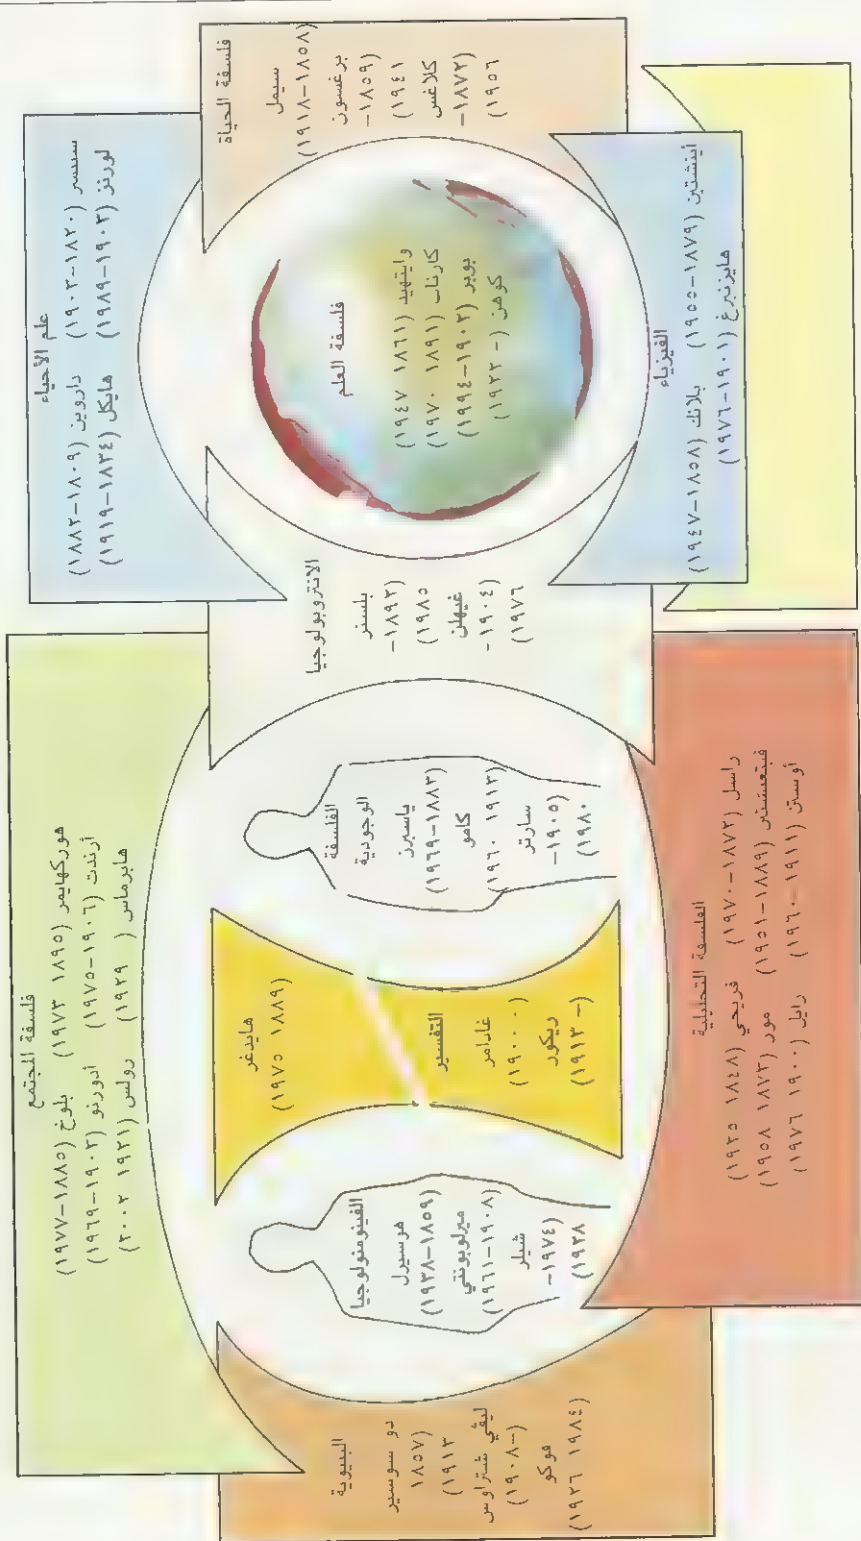 فلسفة المجتمع
هوركهايمر (١٨٩٥ ١٩٧٣) بلوخ (١٨٨٥-١٩٧٧)
أرندت (١٩٠٦-١٩٧٥) أدورنو (١٩٠٣-١٩٦٩)
هابرماس (١٩٢٩ ) رولس (١٩٢١ ٢٠٠٢)
علم الأحياء
سبنسر (١٨٢٠-١٩٠٣) داروين (١٨٠٩-١٨٨٢)
لورنز (١٩٠٣-١٩٨٩) هايكل (١٨٣٤-١٩١٩)
فلسفة الحياة
سيمل
(١٨٥٨-١٩١٨)
برغسون
(١٨٥٩-
١٩٤١)
كلاغس
(١٨٧٢-
١٩٥٦)
فلسفة العلم
وايتهيد (١٨٦١ ١٩٤٧)
كارناب (١٨٩١ ١٩٧٠)
بوبر (١٩٠٢-١٩٩٤)
كوهن (- ١٩٢٢)
الفيزياء
أينشتين (١٨٧٩-١٩٥٥) بلانك (١٨٥٨-١٩٤٧)
هايزنبرغ (١٩٠١-١٩٧٦)
الانتروبولوجيا
بلسنر
(١٨٩٢-
١٩٨٥)
غيهلن
(١٩٠٤-
١٩٧٦)
الفلسفة
الوجودية
ياسبرز
(١٨٨٣-١٩٦٩)
كامو
(١٩١٣ ١٩٦٠)
سارتر
(١٩٠٥-
١٩٨٠)
هايدغر
(١٨٨٩ ١٩٧٥)
التفسير
غادامر
(١٩٠٠ - )
ريكور
(١٩١٣ -)
الفينومنولوجيا
هوسيرل
(١٨٥٩-١٩٣٨)
ميرلوبونتي
(١٩٠٨-١٩٦١)
شيلر
(١٩٧٤-
١٩٢٨)
البنيوية
دو سوسير
(١٨٥٧
١٩١٣)
ليفي شتراوس
(١٩٠٨-)
فوكو
(١٩٢٦ ١٩٨٤)
الفلسفة التحليلية
راسل (١٨٧٢-١٩٧٠) فريجي (١٨٤٨ ١٩٢٥)
فيتغنشتين (١٨٨٩-١٩٥١) مور (١٨٧٣ ١٩٥٨)
أوستن (١٩١١-١٩٦٠) رايل (١٩٠٠ ١٩٧٦)